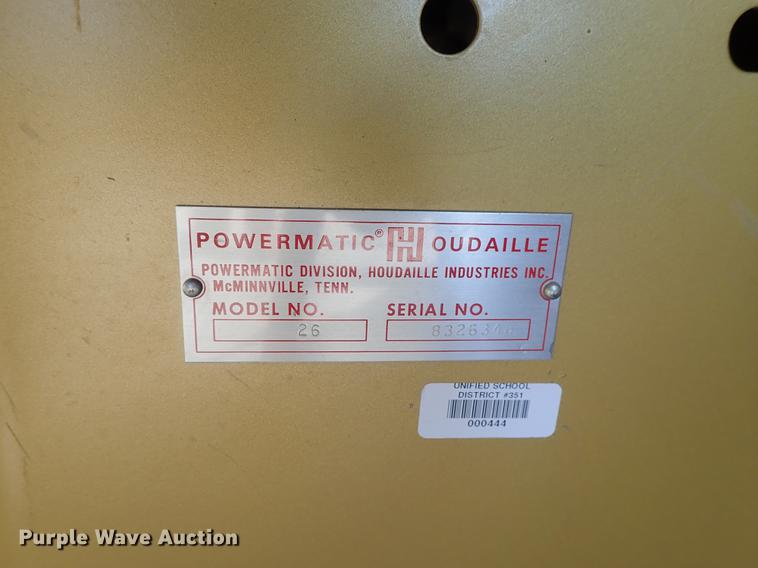 POWERMATIC® HOUDAILLE
POWERMATIC DIVISION, HOUDAILLE INDUSTRIES INC.
McMINNVILLE, TENN.
MODEL NO. SERIAL NO.
26
UNIFIED SCHOOL
DISTRICT #351
000444
Purple Wave Auction